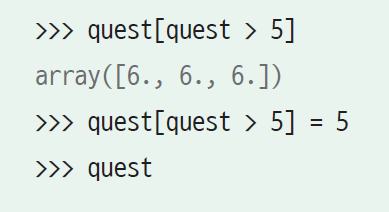 >>> quest[quest > 5]
array([6., 6., 6.])
>>> quest[quest > 5] = 5
>>> quest